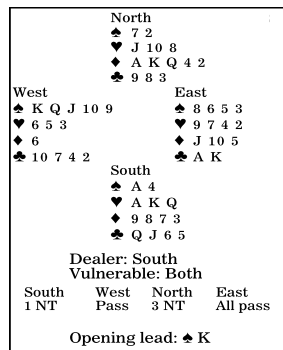 North
♠ 7 2
♥ J 10 8
♦ A K Q 4 2
♣ 9 8 3
West
♠ K Q J 10 9
♥ 6 5 3
♦ 6
♣ 10 7 4 2
East
♠ 8 6 5 3
♥ 9 7 4 2
♦ J 10 5
♣ A K
South
♠ A 4
♥ A K Q
♦ 9 8 7 3
♣ Q J 6 5
Dealer: South
Vulnerable: Both
South West North East
1 NT Pass 3 NT All pass
Opening lead: ♠ K